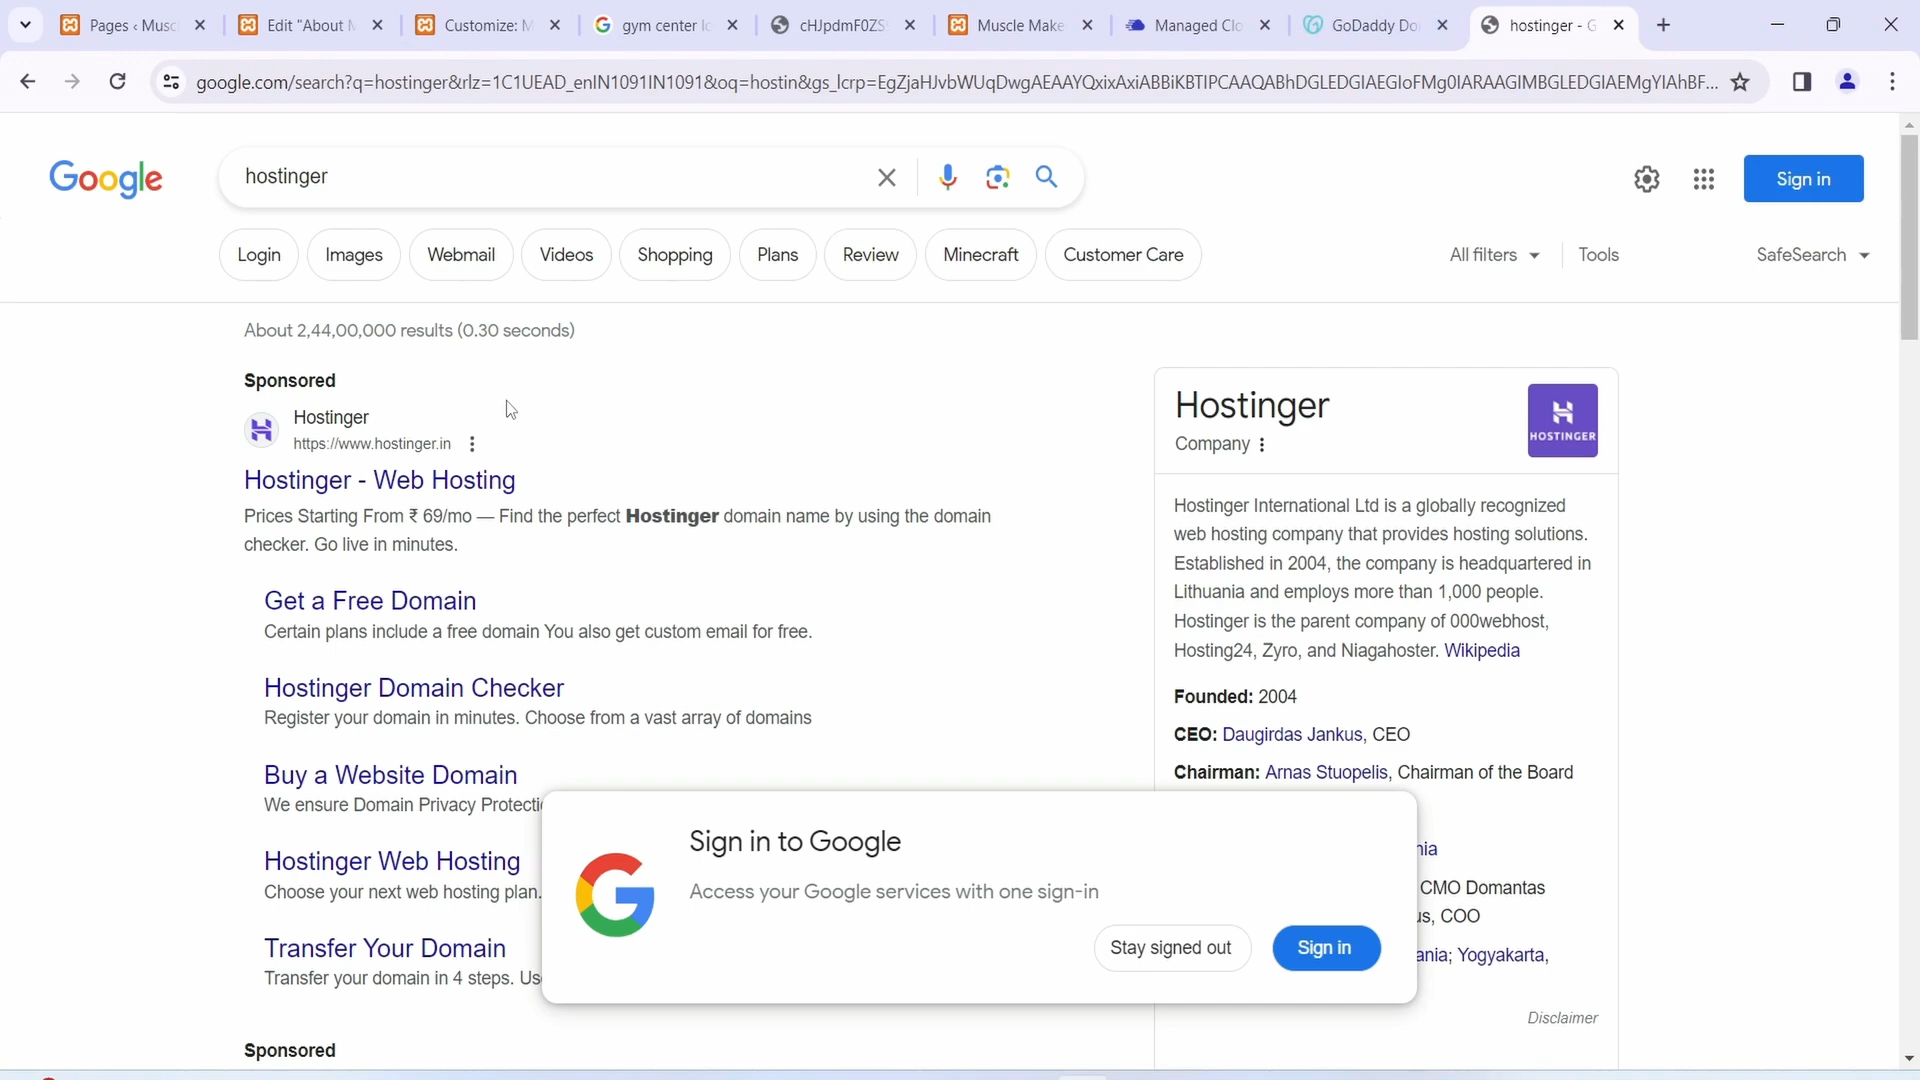 Pages ‹ Musc
Edit "About M
Customize: M
gym center lo
cHJpdmF0ZS
Muscle Make
Managed Clo
GoDaddy Do
hostinger - G
google.com/search?q=hostinger&rlz=1C1UEAD_enIN1091IN1091&oq=hostin&gs_lcrp=EgZjaHJvbWUqDwgAEAAYQxixAxiABBiKBTIPCAAQABhDGLEDGIAEGIoFMg0IARAAGIMBGLEDGIAEMgYIAhBF...
Google
hostinger
Sign in
Login
Images
Webmail
Videos
Shopping
Plans
Review
Minecraft
Customer Care
All filters
Tools
SafeSearch
About 2,44,00,000 results (0.30 seconds)
Sponsored
Hostinger
https://www.hostinger.in
Hostinger - Web Hosting
Prices Starting From ₹ 69/mo — Find the perfect Hostinger domain name by using the domain
checker. Go live in minutes.
Get a Free Domain
Certain plans include a free domain You also get custom email for free.
Hostinger Domain Checker
Register your domain in minutes. Choose from a vast array of domains
Buy a Website Domain
We ensure Domain Privacy Protectio
Hostinger Web Hosting
Choose your next web hosting plan.
Transfer Your Domain
Transfer your domain in 4 steps. Us
Sponsored
Hostinger
Company
HOSTINGER
Hostinger International Ltd is a globally recognized
web hosting company that provides hosting solutions.
Established in 2004, the company is headquartered in
Lithuania and employs more than 1,000 people.
Hostinger is the parent company of 000webhost,
Hosting24, Zyro, and Niagahoster. Wikipedia
Founded: 2004
CEO: Daugirdas Jankus, CEO
Chairman: Arnas Stuopelis, Chairman of the Board
nia
CMO Domantas
us, COO
ania; Yogyakarta,
Disclaimer
Sign in to Google
Access your Google services with one sign-in
Stay signed out
Sign in